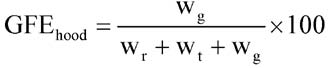 GFE_hood = w_g / (w_r + w_t + w_g) × 100